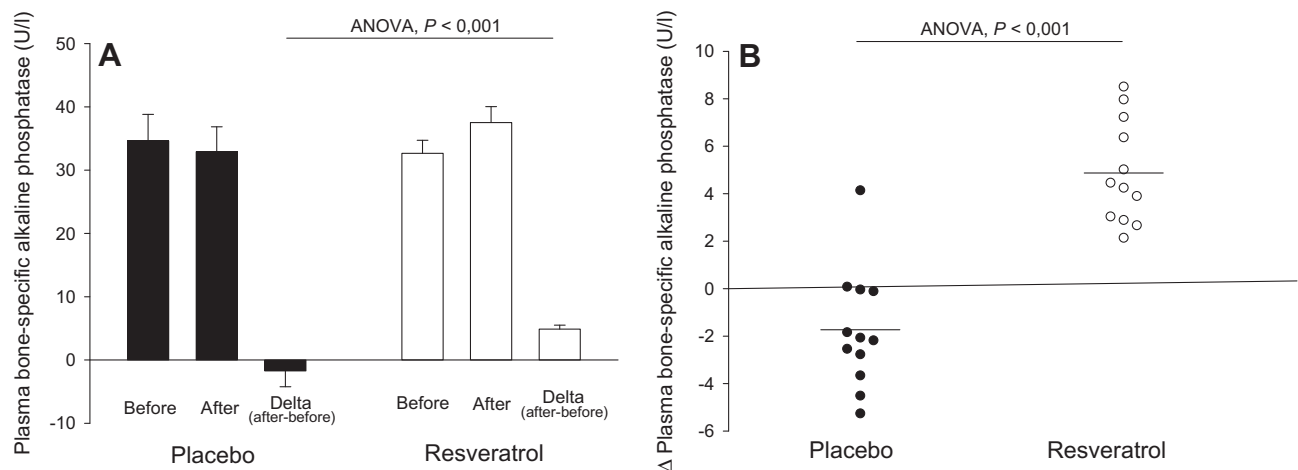 ANOVA, P < 0,001
A
Plasma bone-specific alkaline phosphatase (U/l)
50
40
30
20
10
0
-10
Before
After
Delta
(after-before)
Before
After
Delta
(after-before)
Placebo
Resveratrol
ANOVA, P < 0,001
B
Δ Plasma bone-specific alkaline phosphatase (U/l)
10
8
6
4
2
0
-2
-4
-6
Placebo
Resveratrol